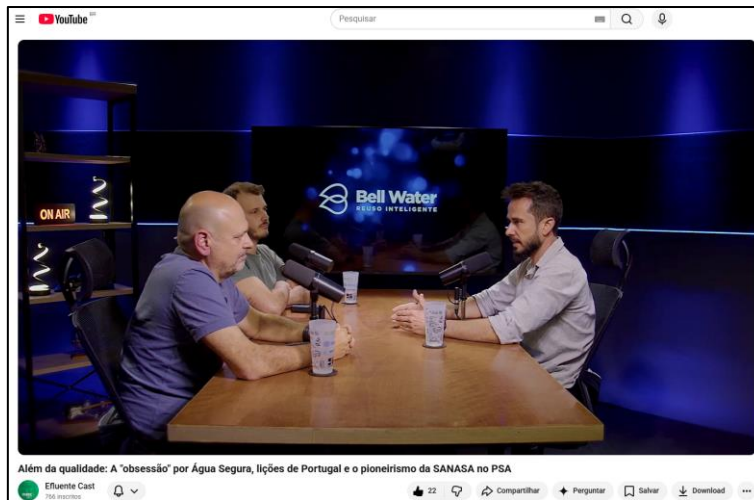 YouTube BR
Pesquisar
ON AIR
Bell Water
REUSO INTELIGENTE
Além da qualidade: A "obsessão" por Água Segura, lições de Portugal e o pioneirismo da SANASA no PSA
Efluente Cast
766 inscritos
22
Compartilhar
Perguntar
Salvar
Download